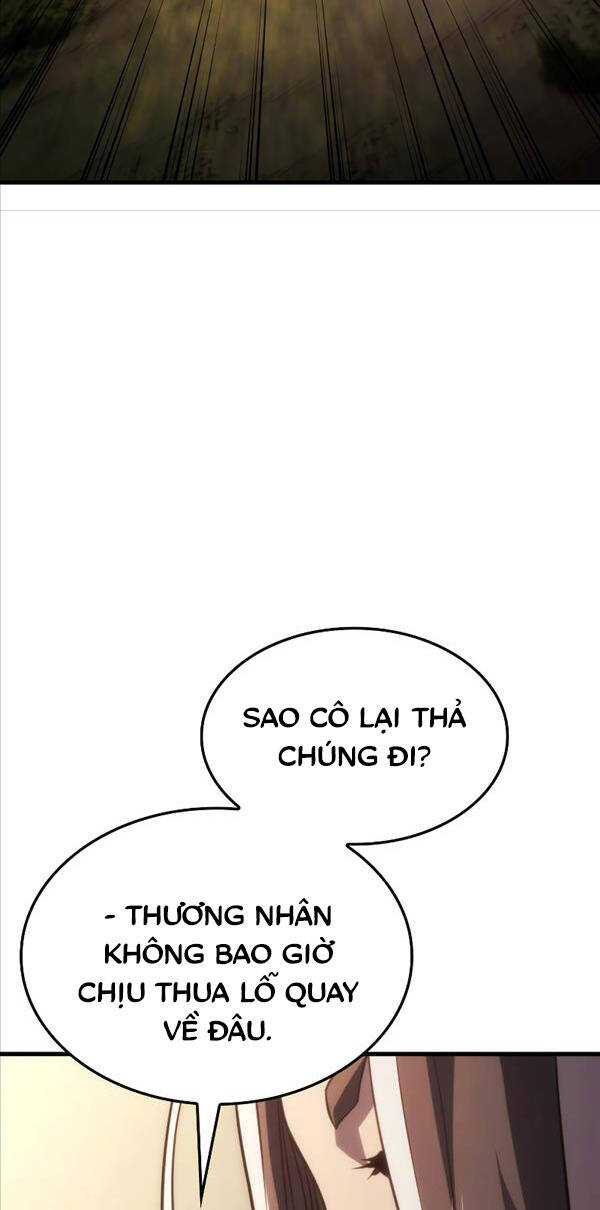 SAO CÔ LẠI THẢ
CHÚNG ĐI?
- THƯƠNG NHÂN
KHÔNG BAO GIỜ
CHỊU THUA LỖ QUAY
VỀ ĐÂU.